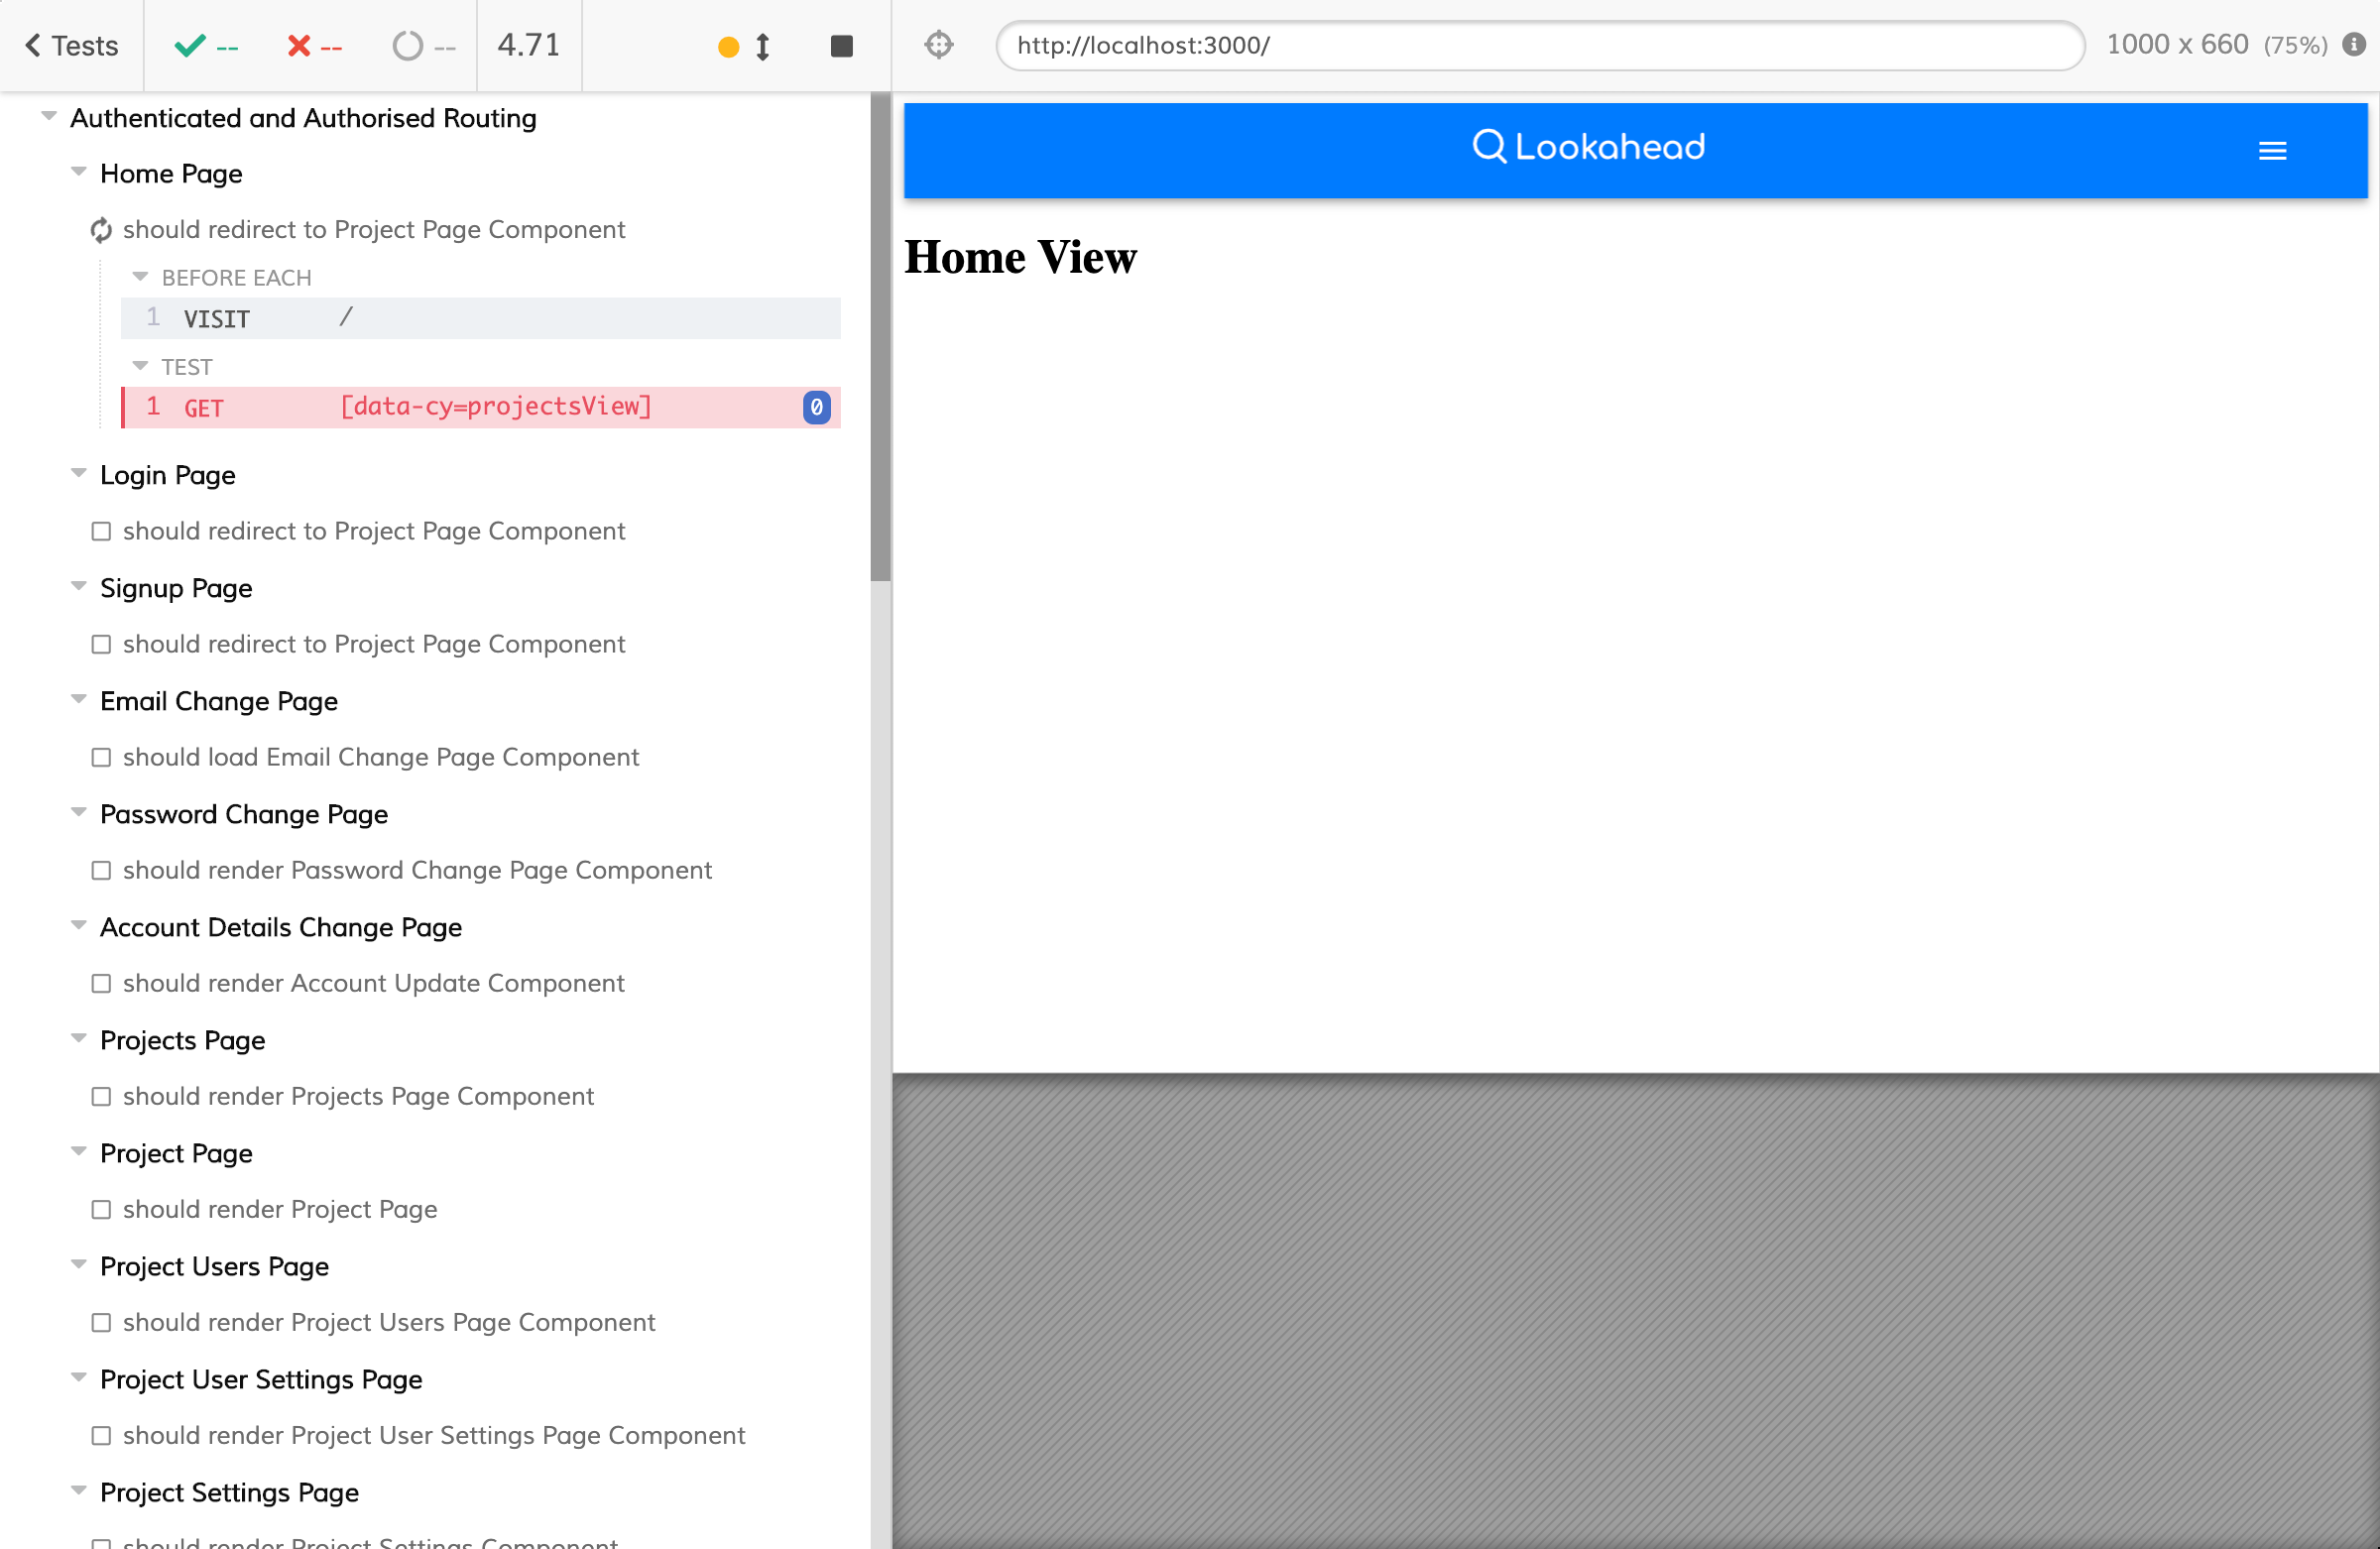 Tests
--
--
--
4.71
http://localhost:3000/
1000 x 660 (75%)
Authenticated and Authorised Routing
Home Page
should redirect to Project Page Component
BEFORE EACH
1 VISIT /
TEST
1 GET [data-cy=projectsView] 0
Login Page
should redirect to Project Page Component
Signup Page
should redirect to Project Page Component
Email Change Page
should load Email Change Page Component
Password Change Page
should render Password Change Page Component
Account Details Change Page
should render Account Update Component
Projects Page
should render Projects Page Component
Project Page
should render Project Page
Project Users Page
should render Project Users Page Component
Project User Settings Page
should render Project User Settings Page Component
Project Settings Page
should render Project Settings Component
Lookahead
Home View